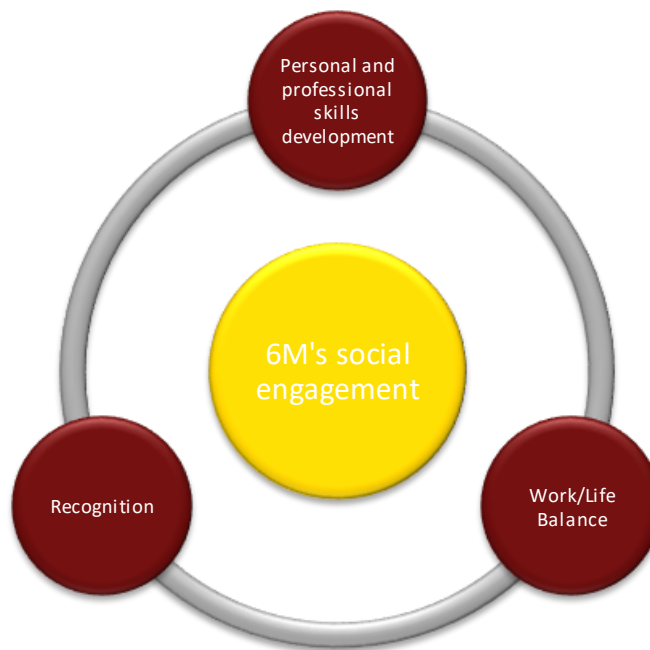 Personal and
professional
skills
development
6M's social
engagement
Recognition
Work/Life
Balance